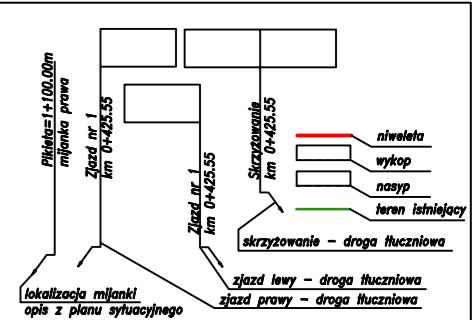 Pikieta=1+100.00m
mijanka prawa
Zjazd nr 1
km 0+425.55
Zjazd nr 1
km 0+425.55
Skrzyżowanie
km 0+425.55
niweleta
wykop
nasyp
teren istniejący
skrzyżowanie - droga tłuczniowa
zjazd lewy - droga tłuczniowa
zjazd prawy - droga tłuczniowa
lokalizacja mijanki
opis z planu sytuacyjnego